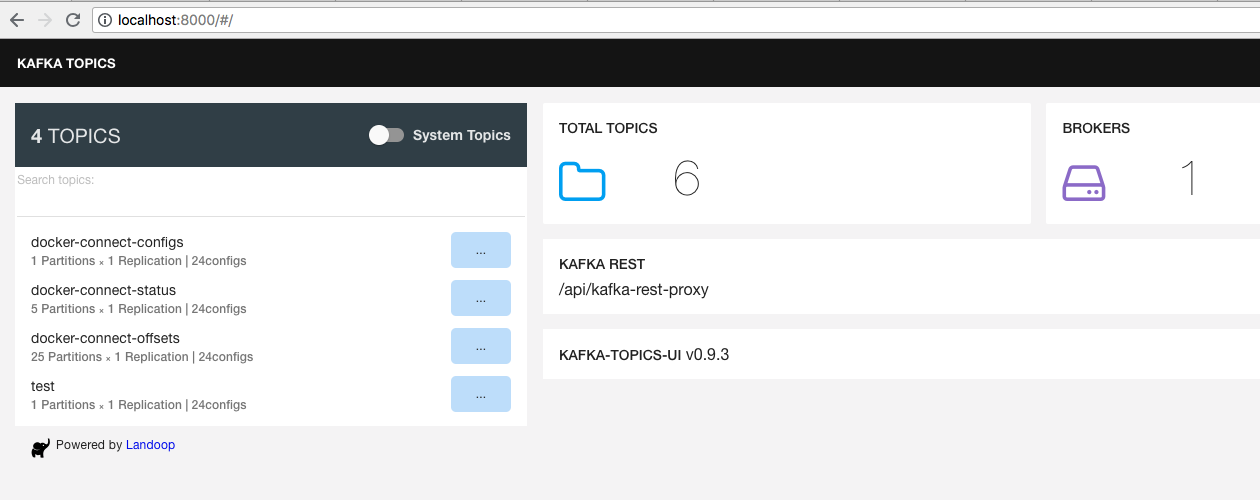 localhost:8000/#/
KAFKA TOPICS
4 TOPICS
System Topics
Search topics:
docker-connect-configs
1 Partitions × 1 Replication | 24configs
...
docker-connect-status
5 Partitions × 1 Replication | 24configs
...
docker-connect-offsets
25 Partitions × 1 Replication | 24configs
...
test
1 Partitions × 1 Replication | 24configs
...
Powered by Landoop
TOTAL TOPICS
6
BROKERS
1
KAFKA REST
/api/kafka-rest-proxy
KAFKA-TOPICS-UI v0.9.3